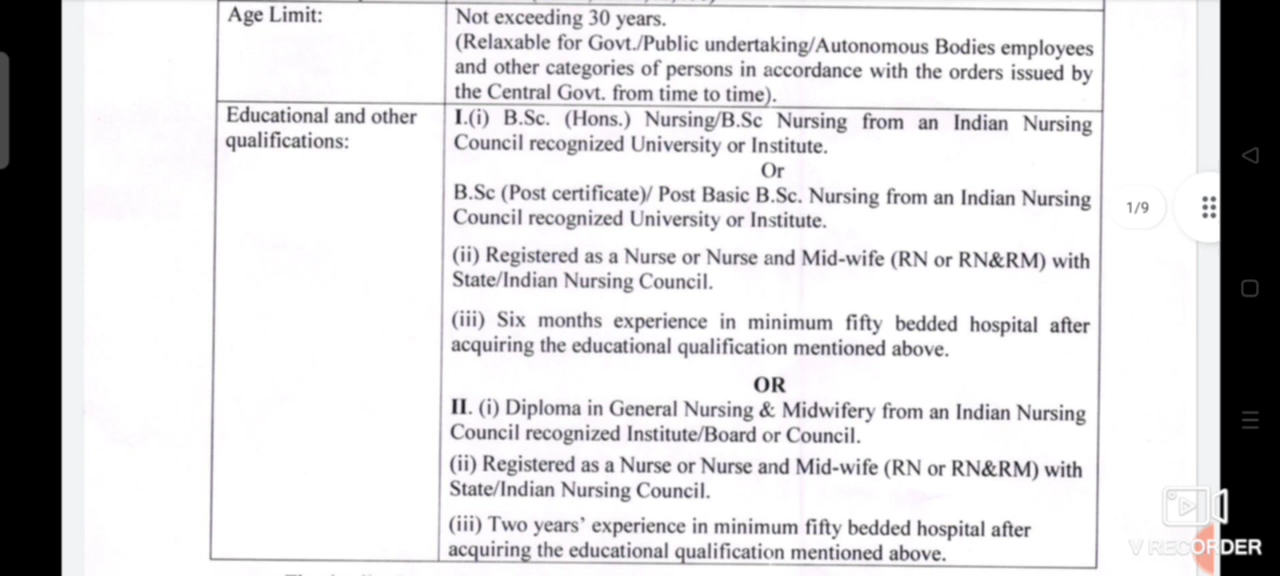 Age Limit:
Not exceeding 30 years.
(Relaxable for Govt./Public undertaking/Autonomous Bodies employees
and other categories of persons in accordance with the orders issued by
the Central Govt. from time to time).
Educational and other
qualifications:
I.(i) B.Sc. (Hons.) Nursing/B.Sc Nursing from an Indian Nursing
Council recognized University or Institute.
Or
B.Sc (Post certificate)/ Post Basic B.Sc. Nursing from an Indian Nursing
Council recognized University or Institute.
(ii) Registered as a Nurse or Nurse and Mid-wife (RN or RN&RM) with
State/Indian Nursing Council.
(iii) Six months experience in minimum fifty bedded hospital after
acquiring the educational qualification mentioned above.
OR
II. (i) Diploma in General Nursing & Midwifery from an Indian Nursing
Council recognized Institute/Board or Council.
(ii) Registered as a Nurse or Nurse and Mid-wife (RN or RN&RM) with
State/Indian Nursing Council.
(iii) Two years' experience in minimum fifty bedded hospital after
acquiring the educational qualification mentioned above.
1/9
V RECORDER